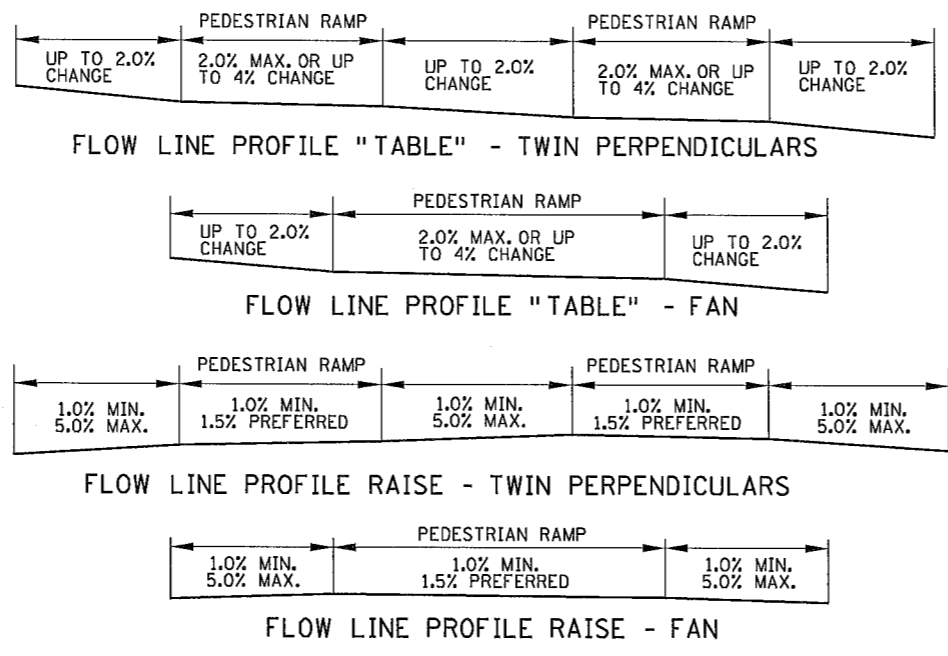 PEDESTRIAN RAMP
PEDESTRIAN RAMP
UP TO 2.0%
CHANGE
2.0% MAX. OR UP
TO 4% CHANGE
UP TO 2.0%
CHANGE
2.0% MAX. OR UP
TO 4% CHANGE
UP TO 2.0%
CHANGE
FLOW LINE PROFILE "TABLE" - TWIN PERPENDICULARS
PEDESTRIAN RAMP
UP TO 2.0%
CHANGE
2.0% MAX. OR UP
TO 4% CHANGE
UP TO 2.0%
CHANGE
FLOW LINE PROFILE "TABLE" - FAN
PEDESTRIAN RAMP
PEDESTRIAN RAMP
1.0% MIN.
5.0% MAX.
1.0% MIN.
1.5% PREFERRED
1.0% MIN.
5.0% MAX.
1.0% MIN.
1.5% PREFERRED
1.0% MIN.
5.0% MAX.
FLOW LINE PROFILE RAISE - TWIN PERPENDICULARS
PEDESTRIAN RAMP
1.0% MIN.
5.0% MAX.
1.0% MIN.
1.5% PREFERRED
1.0% MIN.
5.0% MAX.
FLOW LINE PROFILE RAISE - FAN